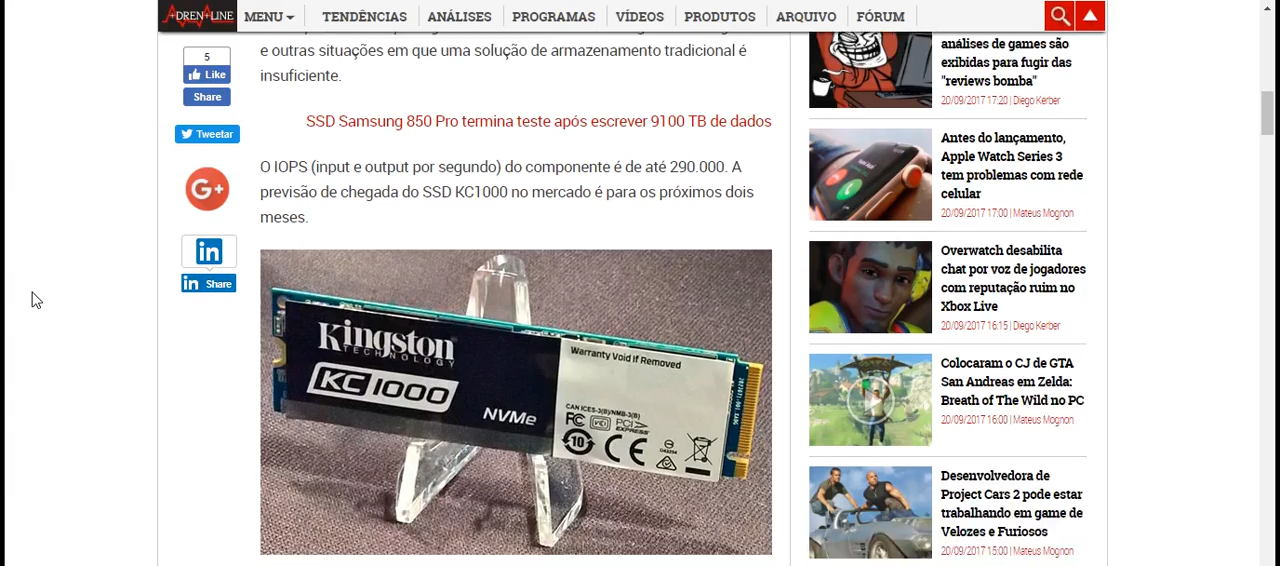 ADRENALINE MENU TENDÊNCIAS ANÁLISES PROGRAMAS VÍDEOS PRODUTOS ARQUIVO FÓRUM
5
Like
Share
Tweetar
G+
in
in Share
e outras situações em que uma solução de armazenamento tradicional é
insuficiente.
SSD Samsung 850 Pro termina teste após escrever 9100 TB de dados
O IOPS (input e output por segundo) do componente é de até 290.000. A
previsão de chegada do SSD KC1000 no mercado é para os próximos dois
meses.
Kingston
TECHNOLOGY
KC1000
NVMe
Warranty Void If Removed
CAN ICES-3(B)/NMB-3(B)
FC
PCI
EXPRESS
10
CE
análises de games são
exibidas para fugir das
"reviews bomba"
20/09/2017 17:20 | Diego Kerber
Antes do lançamento,
Apple Watch Series 3
tem problemas com rede
celular
20/09/2017 17:00 | Mateus Mognon
Overwatch desabilita
chat por voz de jogadores
com reputação ruim no
Xbox Live
20/09/2017 16:15 | Diego Kerber
Colocaram o CJ de GTA
San Andreas em Zelda:
Breath of The Wild no PC
20/09/2017 16:00 | Mateus Mognon
Desenvolvedora de
Project Cars 2 pode estar
trabalhando em game de
Velozes e Furiosos
20/09/2017 15:00 | Mateus Mognon